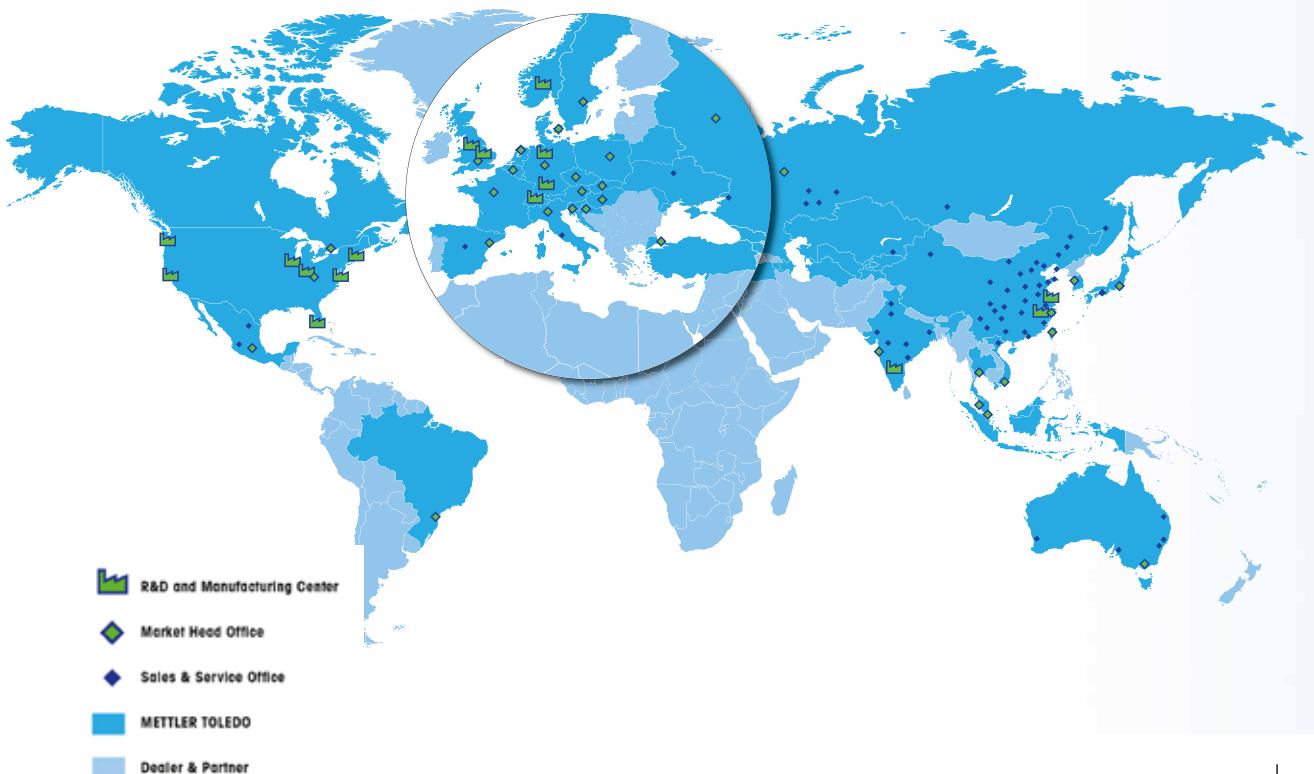 R&D and Manufacturing Center
Market Head Office
Sales & Service Office
METTLER TOLEDO
Dealer & Partner